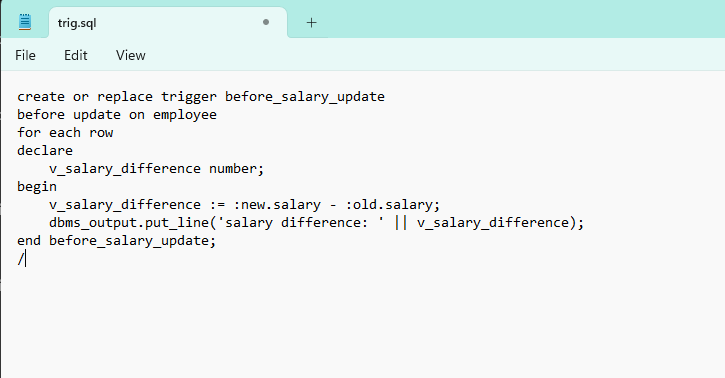 trig.sql
File Edit View
create or replace trigger before_salary_update
before update on employee
for each row
declare
    v_salary_difference number;
begin
    v_salary_difference := :new.salary - :old.salary;
    dbms_output.put_line('salary difference: ' || v_salary_difference);
end before_salary_update;
/